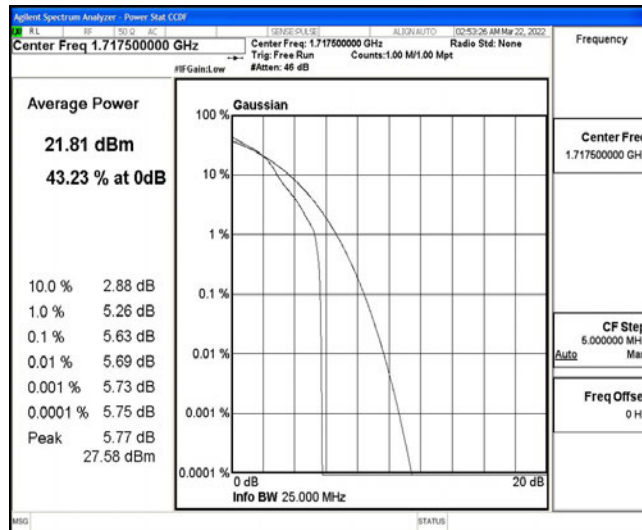 Agilent Spectrum Analyzer - Power Stat CCDF
RL RF 50 Ω AC SENSE:PULSE ALIGN AUTO 02:53:26 AM Mar 22, 2022
Center Freq 1.717500000 GHz
Center Freq: 1.717500000 GHz Radio Std: None
Trig: Free Run Counts:1.00 M/1.00 Mpt
#IFGain:Low #Atten: 46 dB
Frequency
Average Power
21.81 dBm
43.23 % at 0dB
10.0 % 2.88 dB
1.0 % 5.26 dB
0.1 % 5.63 dB
0.01 % 5.69 dB
0.001 % 5.73 dB
0.0001 % 5.75 dB
Peak 5.77 dB
27.58 dBm
Gaussian
100 %
10 %
1 %
0.1 %
0.01 %
0.001 %
0.0001 %
0 dB 20 dB
Info BW 25.000 MHz
Center Freq
1.717500000 GH
CF Step
5.000000 MH
Auto Ma
Freq Offse
0 H
MSG STATUS